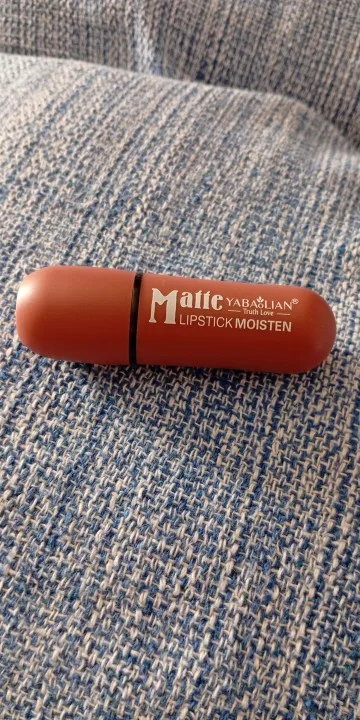 Matte YABAoLIAN®
Truth Love
LIPSTICK MOISTEN